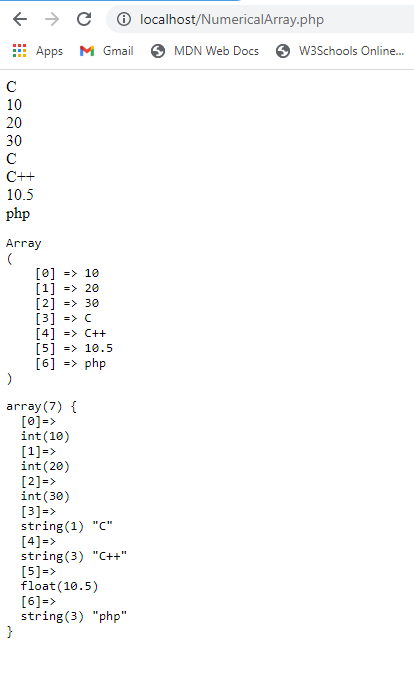 localhost/NumericalArray.php
Apps Gmail MDN Web Docs W3Schools Online...
C
10
20
30
C
C++
10.5
php
Array
(
    [0] => 10
    [1] => 20
    [2] => 30
    [3] => C
    [4] => C++
    [5] => 10.5
    [6] => php
)
array(7) {
  [0]=>
  int(10)
  [1]=>
  int(20)
  [2]=>
  int(30)
  [3]=>
  string(1) "C"
  [4]=>
  string(3) "C++"
  [5]=>
  float(10.5)
  [6]=>
  string(3) "php"
}